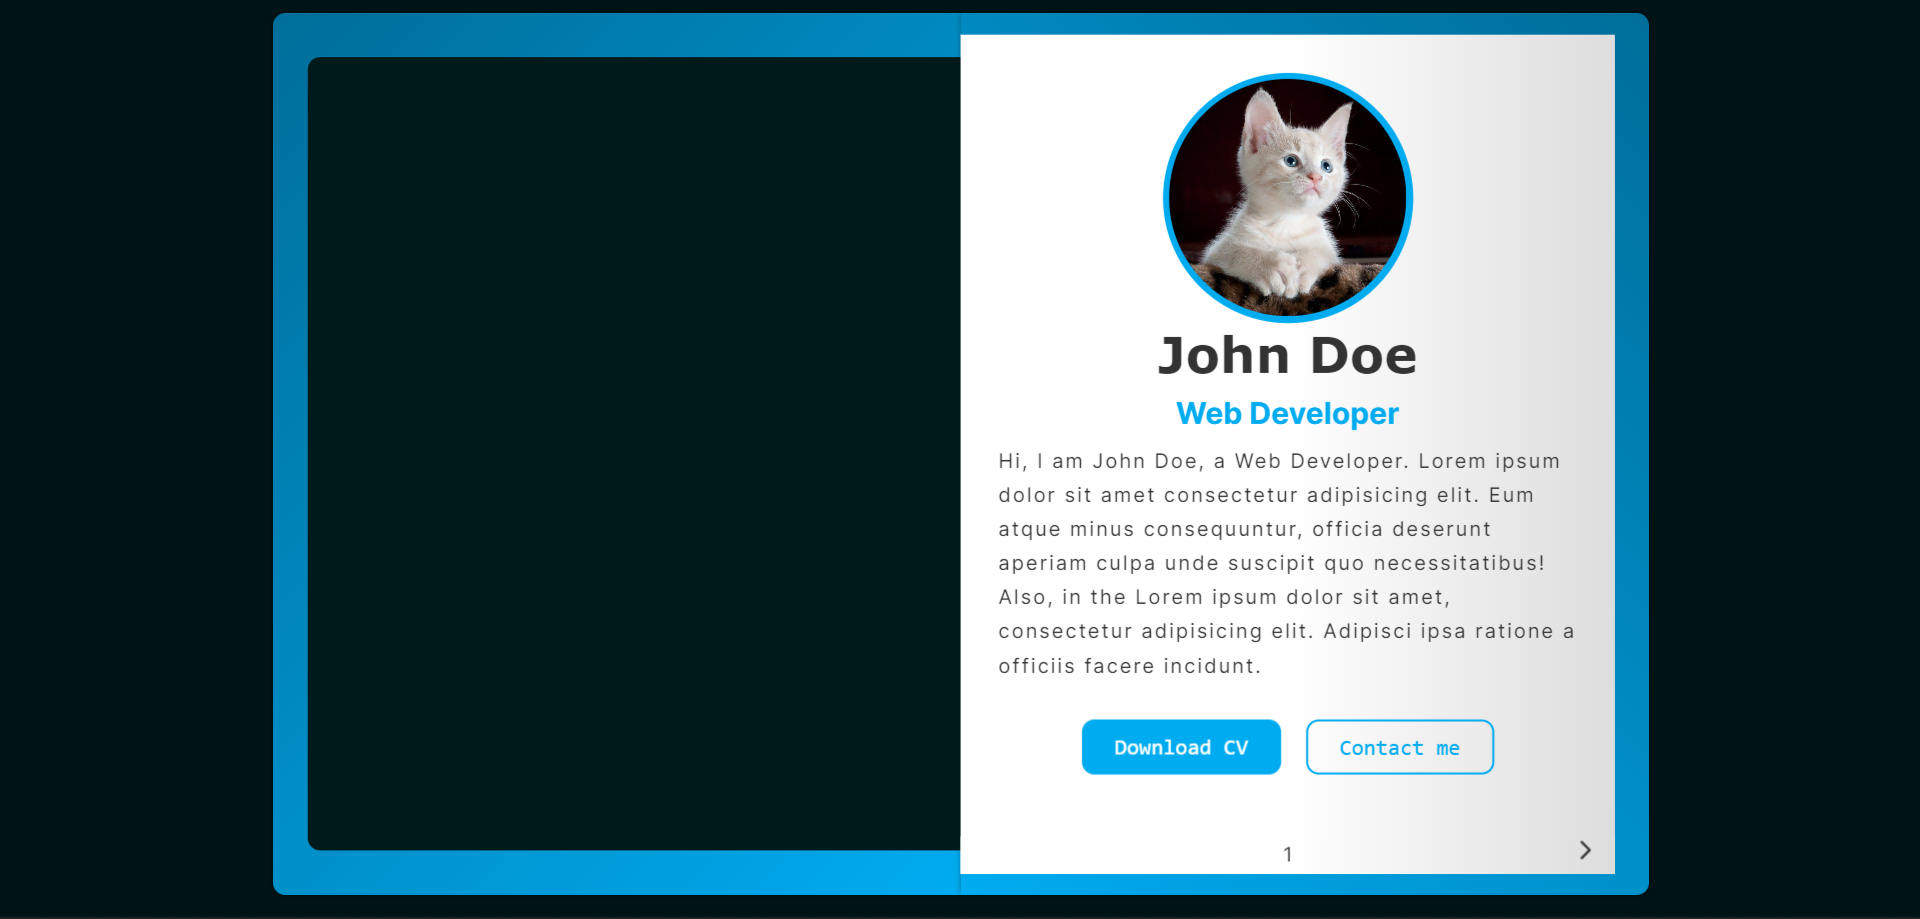 John Doe
Web Developer
Hi, I am John Doe, a Web Developer. Lorem ipsum
dolor sit amet consectetur adipisicing elit. Eum
atque minus consequuntur, officia deserunt
aperiam culpa unde suscipit quo necessitatibus!
Also, in the Lorem ipsum dolor sit amet,
consectetur adipisicing elit. Adipisci ipsa ratione a
officiis facere incidunt.
Download CV
Contact me
1